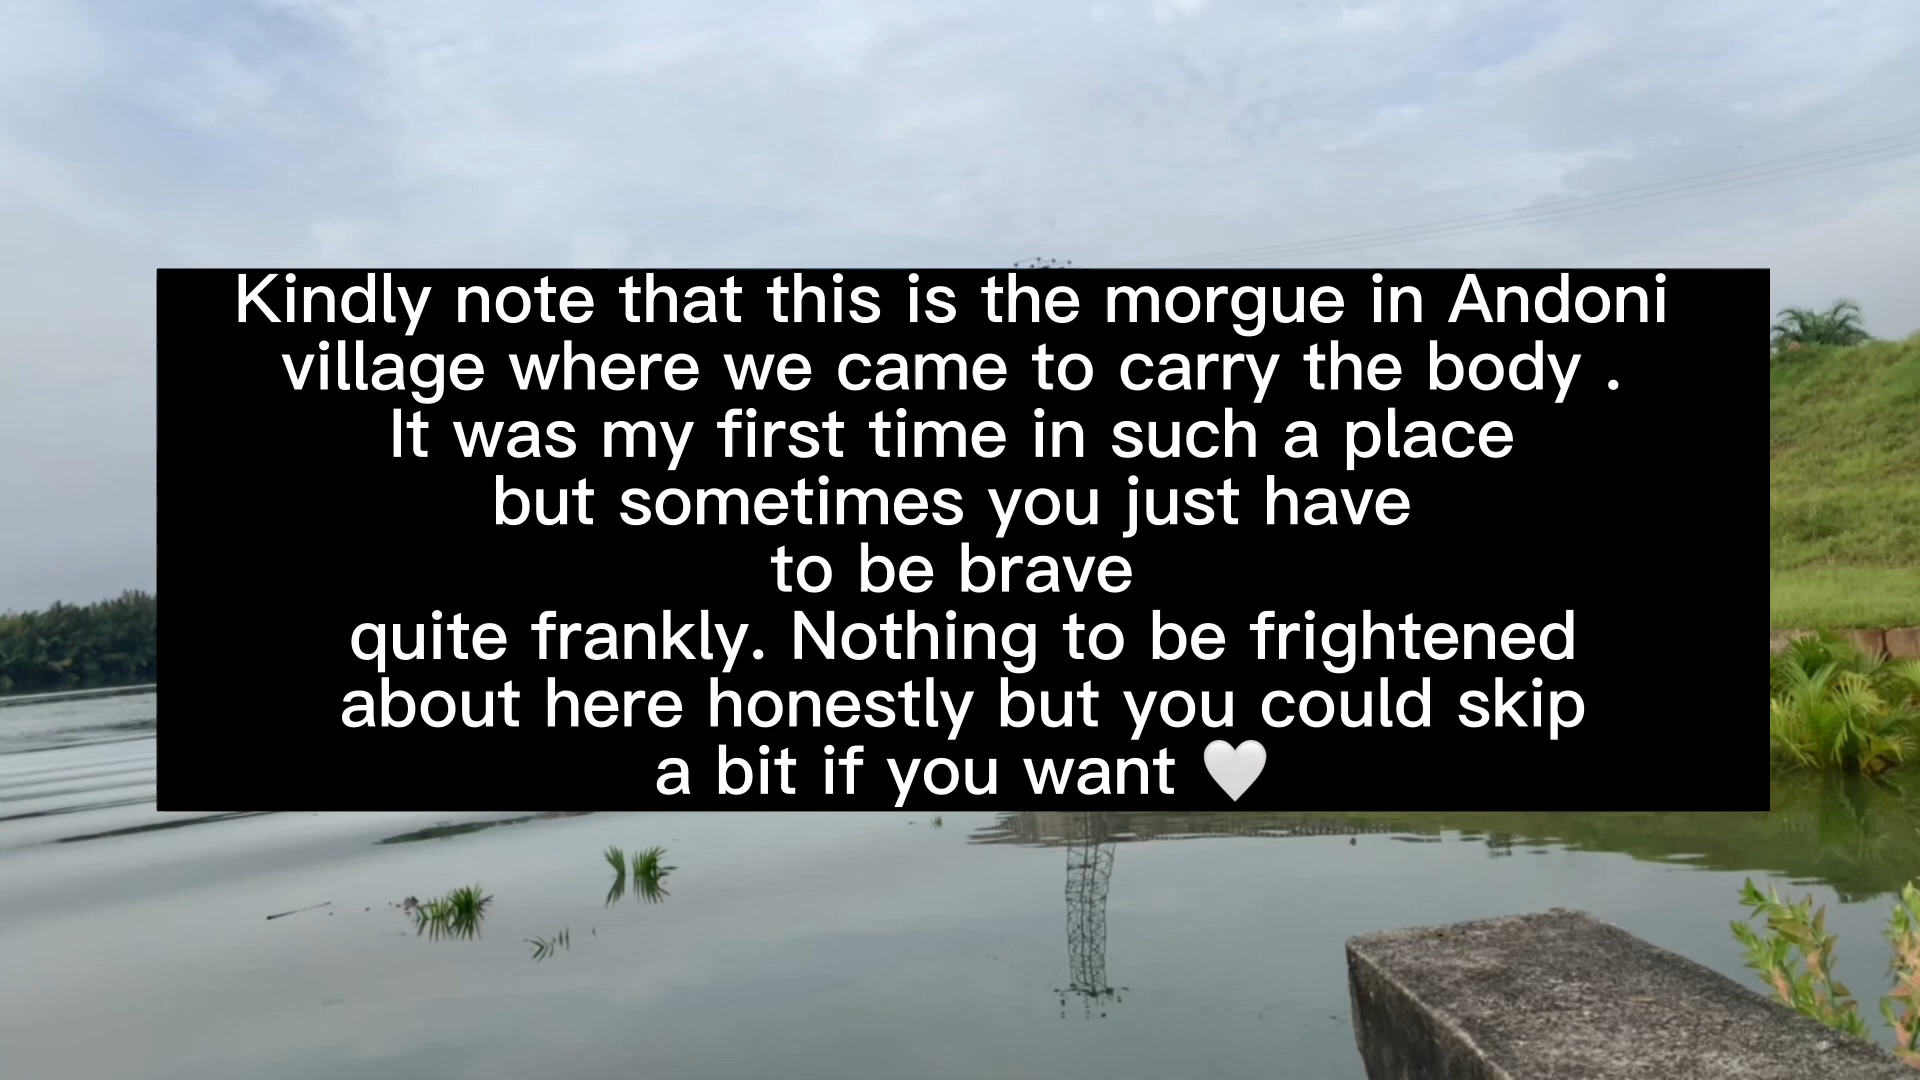 Kindly note that this is the morgue in Andoni
village where we came to carry the body .
It was my first time in such a place
but sometimes you just have
to be brave
quite frankly. Nothing to be frightened
about here honestly but you could skip
a bit if you want 🤍